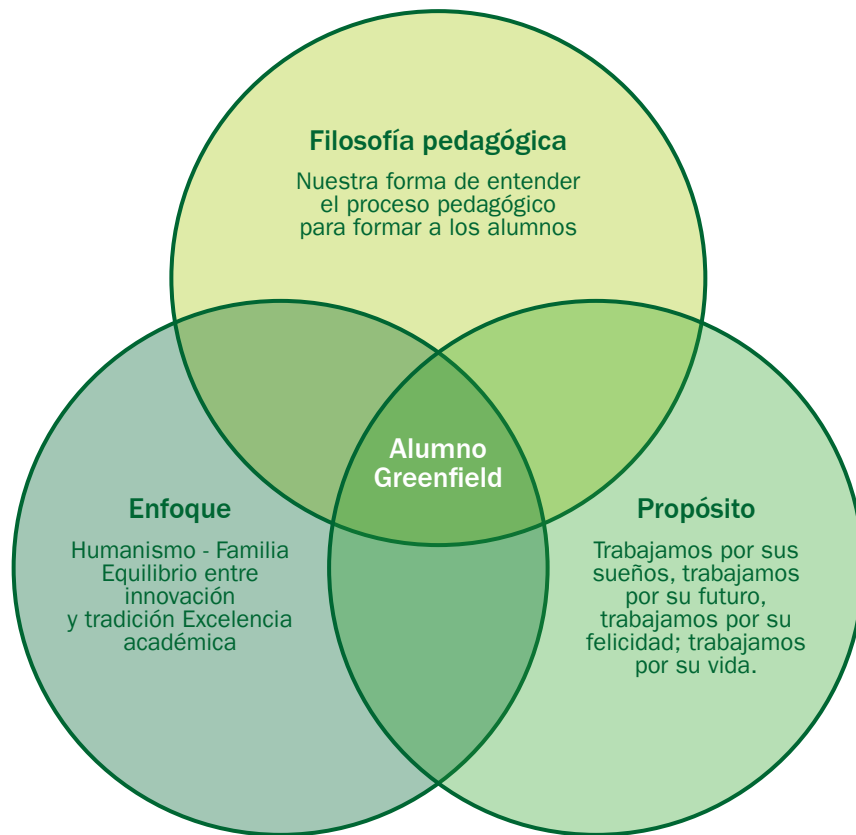 Filosofía pedagógica
Nuestra forma de entender
el proceso pedagógico
para formar a los alumnos
Alumno
Greenfield
Enfoque
Humanismo - Familia
Equilibrio entre
innovación
y tradición Excelencia
académica
Propósito
Trabajamos por sus
sueños, trabajamos
por su futuro,
trabajamos por su
felicidad; trabajamos
por su vida.